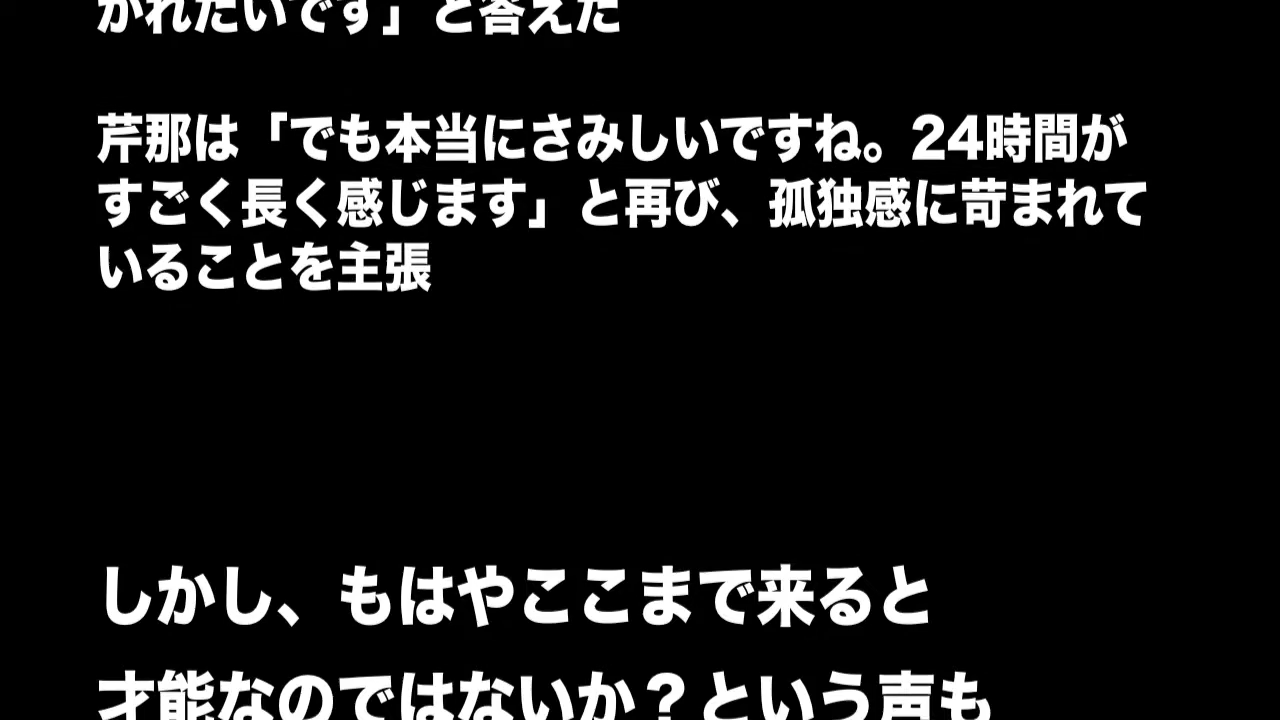 かれたいです」と答えた
芹那は「でも本当にさみしいですね。24時間が
すごく長く感じます」と再び、孤独感に苛まれて
いることを主張
しかし、もはやここまで来ると
才能なのではないか？という声も